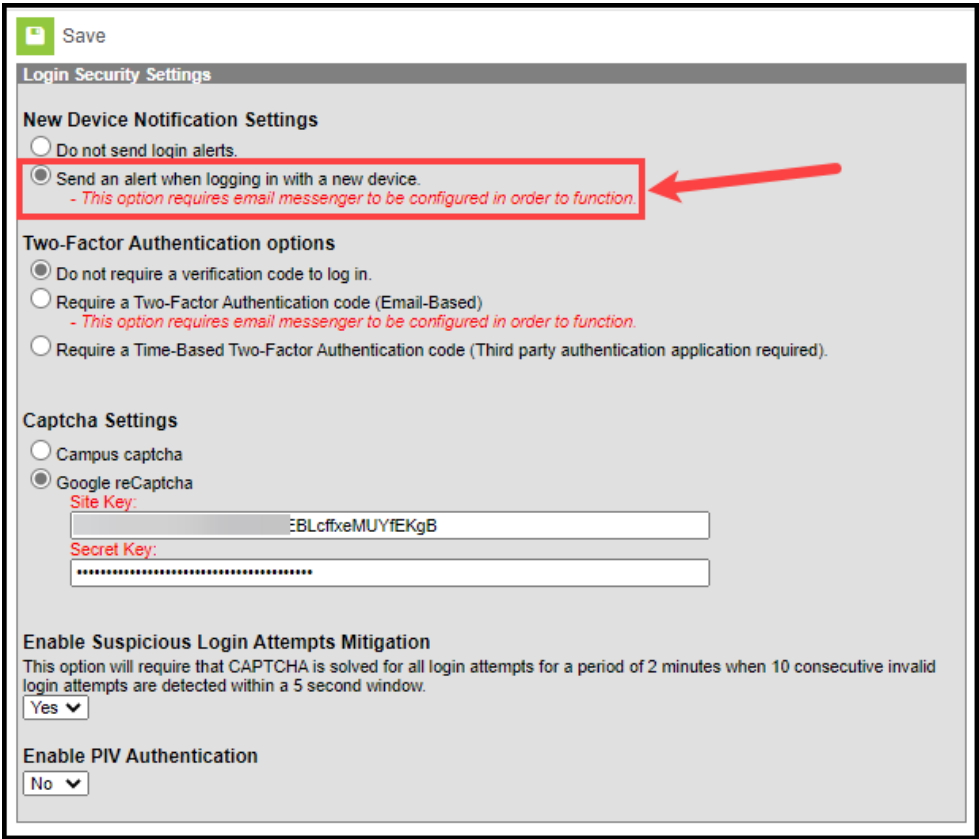 Save
Login Security Settings
New Device Notification Settings
Do not send login alerts.
Send an alert when logging in with a new device.
- This option requires email messenger to be configured in order to function.
Two-Factor Authentication options
Do not require a verification code to log in.
Require a Two-Factor Authentication code (Email-Based)
- This option requires email messenger to be configured in order to function.
Require a Time-Based Two-Factor Authentication code (Third party authentication application required).
Captcha Settings
Campus captcha
Google reCaptcha
Site Key:
EBLcffxeMUYfEKgB
Secret Key:
Enable Suspicious Login Attempts Mitigation
This option will require that CAPTCHA is solved for all login attempts for a period of 2 minutes when 10 consecutive invalid
login attempts are detected within a 5 second window.
Yes
Enable PIV Authentication
No